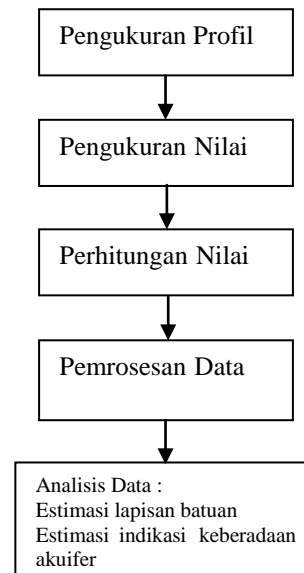 Pengukuran Profil
Pengukuran Nilai
Perhitungan Nilai
Pemrosesan Data
Analisis Data :
Estimasi lapisan batuan
Estimasi indikasi keberadaan
akuifer